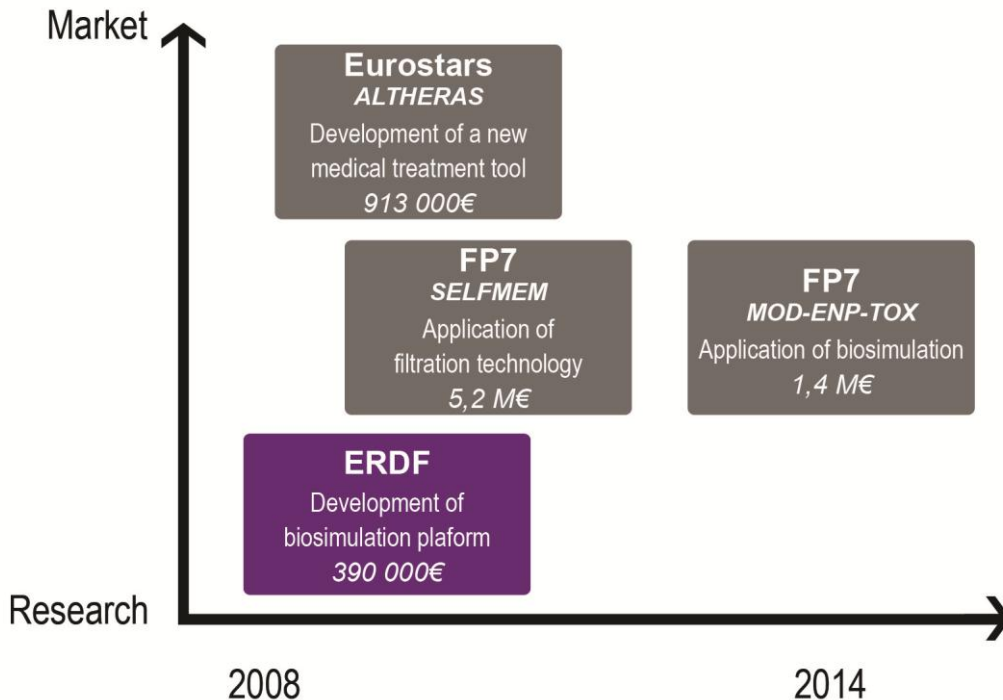 Market
Eurostars
ALTHERAS
Development of a new
medical treatment tool
913 000€
FP7
SELFMEM
Application of
filtration technology
5,2 M€
FP7
MOD-ENP-TOX
Application of biosimulation
1,4 M€
ERDF
Development of
biosimulation plaform
390 000€
Research
2008
2014